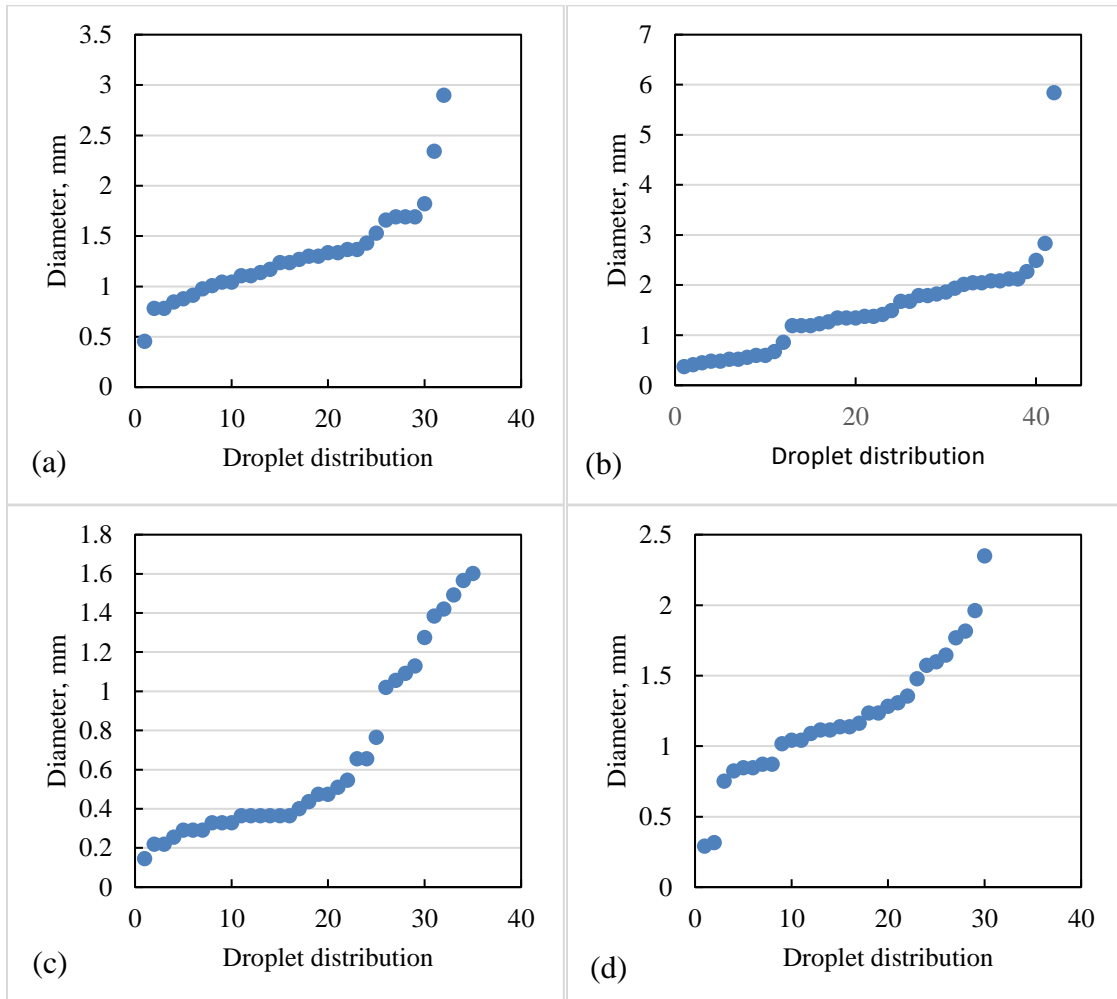 3.5
3
2.5
2
1.5
1
0.5
0
0 10 20 30 40
Diameter, mm
Droplet distribution
(a)
7
6
5
4
3
2
1
0
0 20 40
Diameter, mm
Droplet distribution
(b)
1.8
1.6
1.4
1.2
1
0.8
0.6
0.4
0.2
0
0 10 20 30 40
Diameter, mm
Droplet distribution
(c)
2.5
2
1.5
1
0.5
0
0 10 20 30 40
Diameter, mm
Droplet distribution
(d)